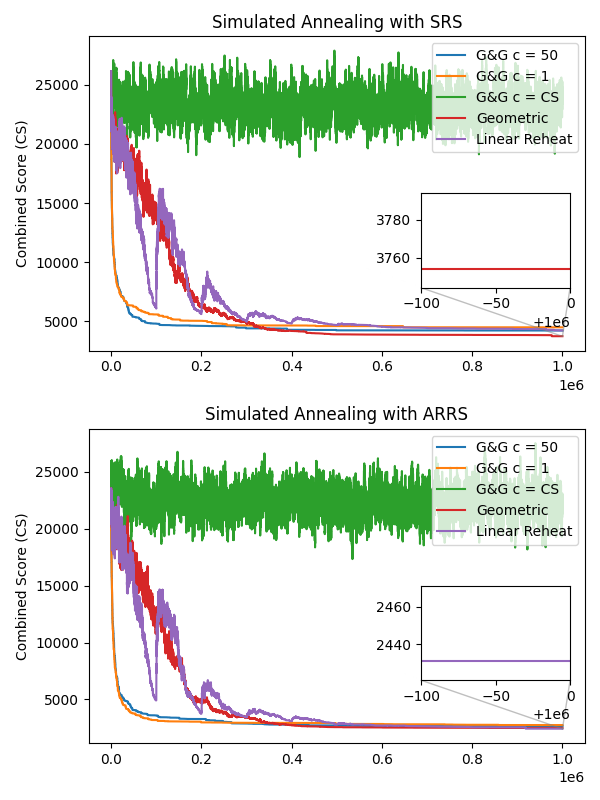 Simulated Annealing with SRS
Combined Score (CS)
25000
20000
15000
10000
5000
G&G c = 50
G&G c = 1
G&G c = CS
Geometric
Linear Reheat
3780
3760
−100
−50
0
+1e6
0.0
0.2
0.4
0.6
0.8
1.0
1e6
Simulated Annealing with ARRS
Combined Score (CS)
25000
20000
15000
10000
5000
G&G c = 50
G&G c = 1
G&G c = CS
Geometric
Linear Reheat
2460
2440
−100
−50
0
+1e6
0.0
0.2
0.4
0.6
0.8
1.0
1e6